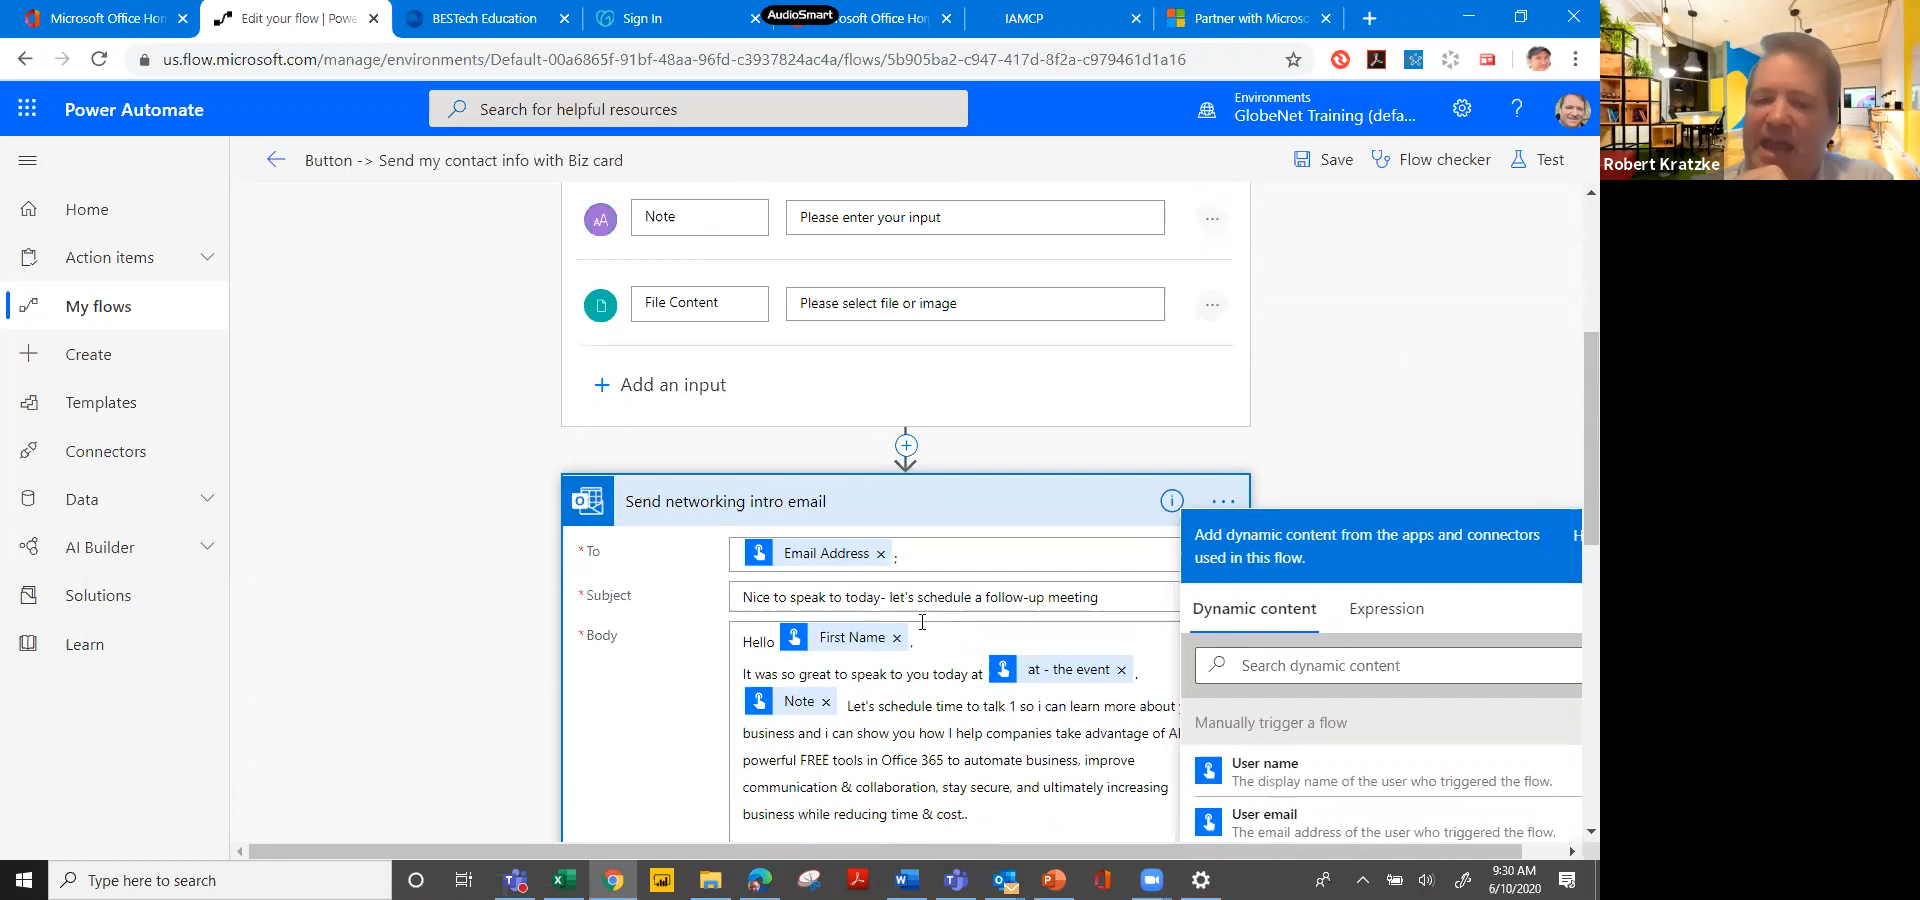 Microsoft Office Hom
Edit your flow | Powe
BESTech Education
Sign In
AudioSmart
osoft Office Hom
IAMCP
Partner with Microso
us.flow.microsoft.com/manage/environments/Default-00a6865f-91bf-48aa-96fd-c3937824ac4a/flows/5b905ba2-c947-417d-8f2a-c979461d1a16
Power Automate
Search for helpful resources
Environments
GlobeNet Training (defa...
Robert Kratzke
Button -> Send my contact info with Biz card
Save
Flow checker
Test
Home
Action items
My flows
Create
Templates
Connectors
Data
AI Builder
Solutions
Learn
Note
Please enter your input
File Content
Please select file or image
+ Add an input
Send networking intro email
* To
Email Address × ;
* Subject
Nice to speak to today- let's schedule a follow-up meeting
* Body
Hello First Name × ,
It was so great to speak to you today at at - the event × .
Note × Let's schedule time to talk 1 so i can learn more about
business and i can show you how I help companies take advantage of Al
powerful FREE tools in Office 365 to automate business, improve
communication & collaboration, stay secure, and ultimately increasing
business while reducing time & cost..
Add dynamic content from the apps and connectors
used in this flow.
H
Dynamic content
Expression
Search dynamic content
Manually trigger a flow
User name
The display name of the user who triggered the flow.
User email
The email address of the user who triggered the flow.
Type here to search
9:30 AM
6/10/2020